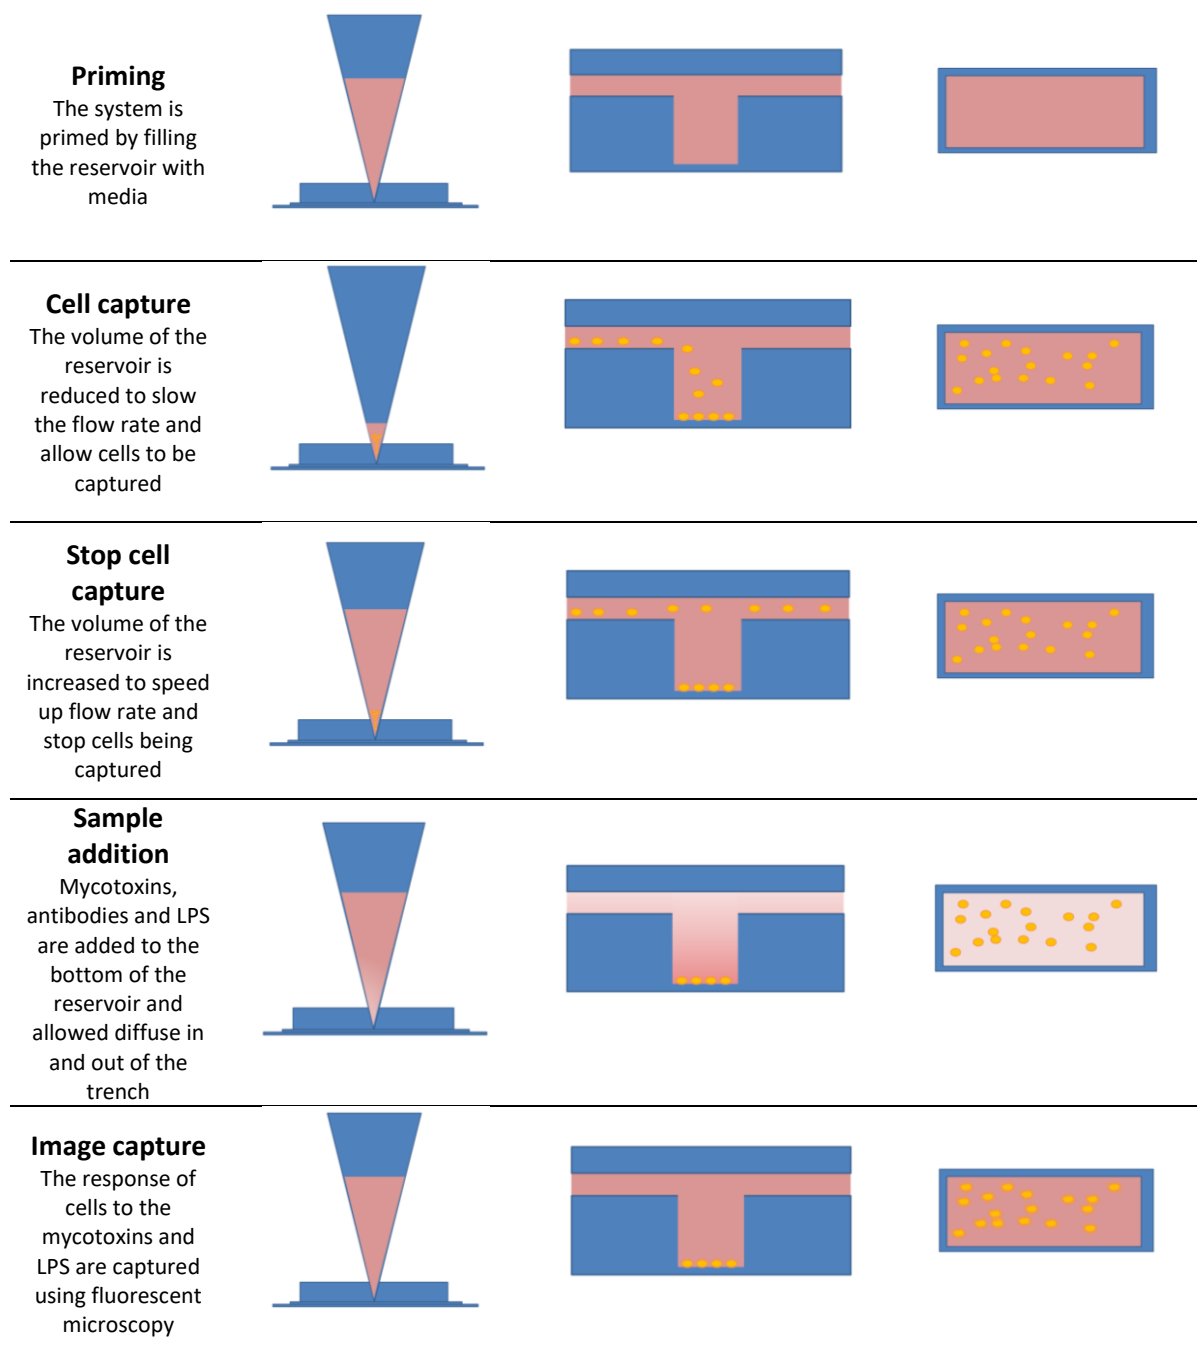 Priming
The system is
primed by filling
the reservoir with
media
Cell capture
The volume of the
reservoir is
reduced to slow
the flow rate and
allow cells to be
captured
Stop cell
capture
The volume of the
reservoir is
increased to speed
up flow rate and
stop cells being
captured
Sample
addition
Mycotoxins,
antibodies and LPS
are added to the
bottom of the
reservoir and
allowed diffuse in
and out of the
trench
Image capture
The response of
cells to the
mycotoxins and
LPS are captured
using fluorescent
microscopy